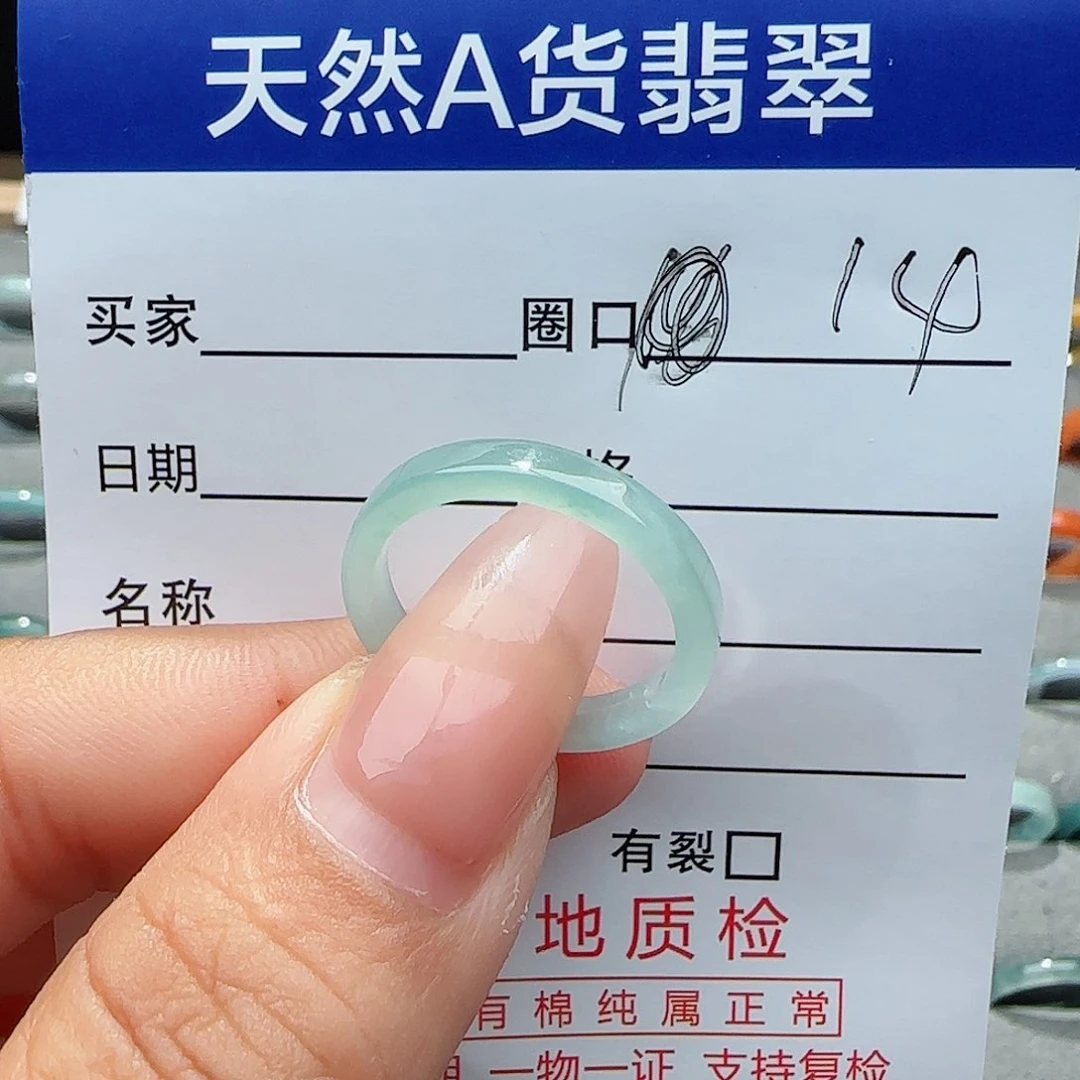 天然A货翡翠
买家 圈口 14
日期 格
名称
有裂□
地质检
有棉纯属正常
一物一证 支持复检